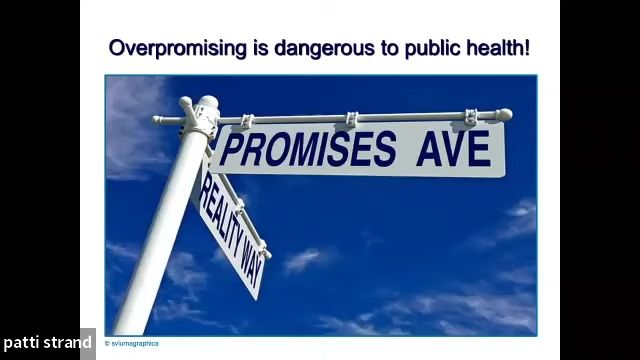 Overpromising is dangerous to public health!
PROMISES AVE
REALITY WAY
patti strand
© sviumagraphica